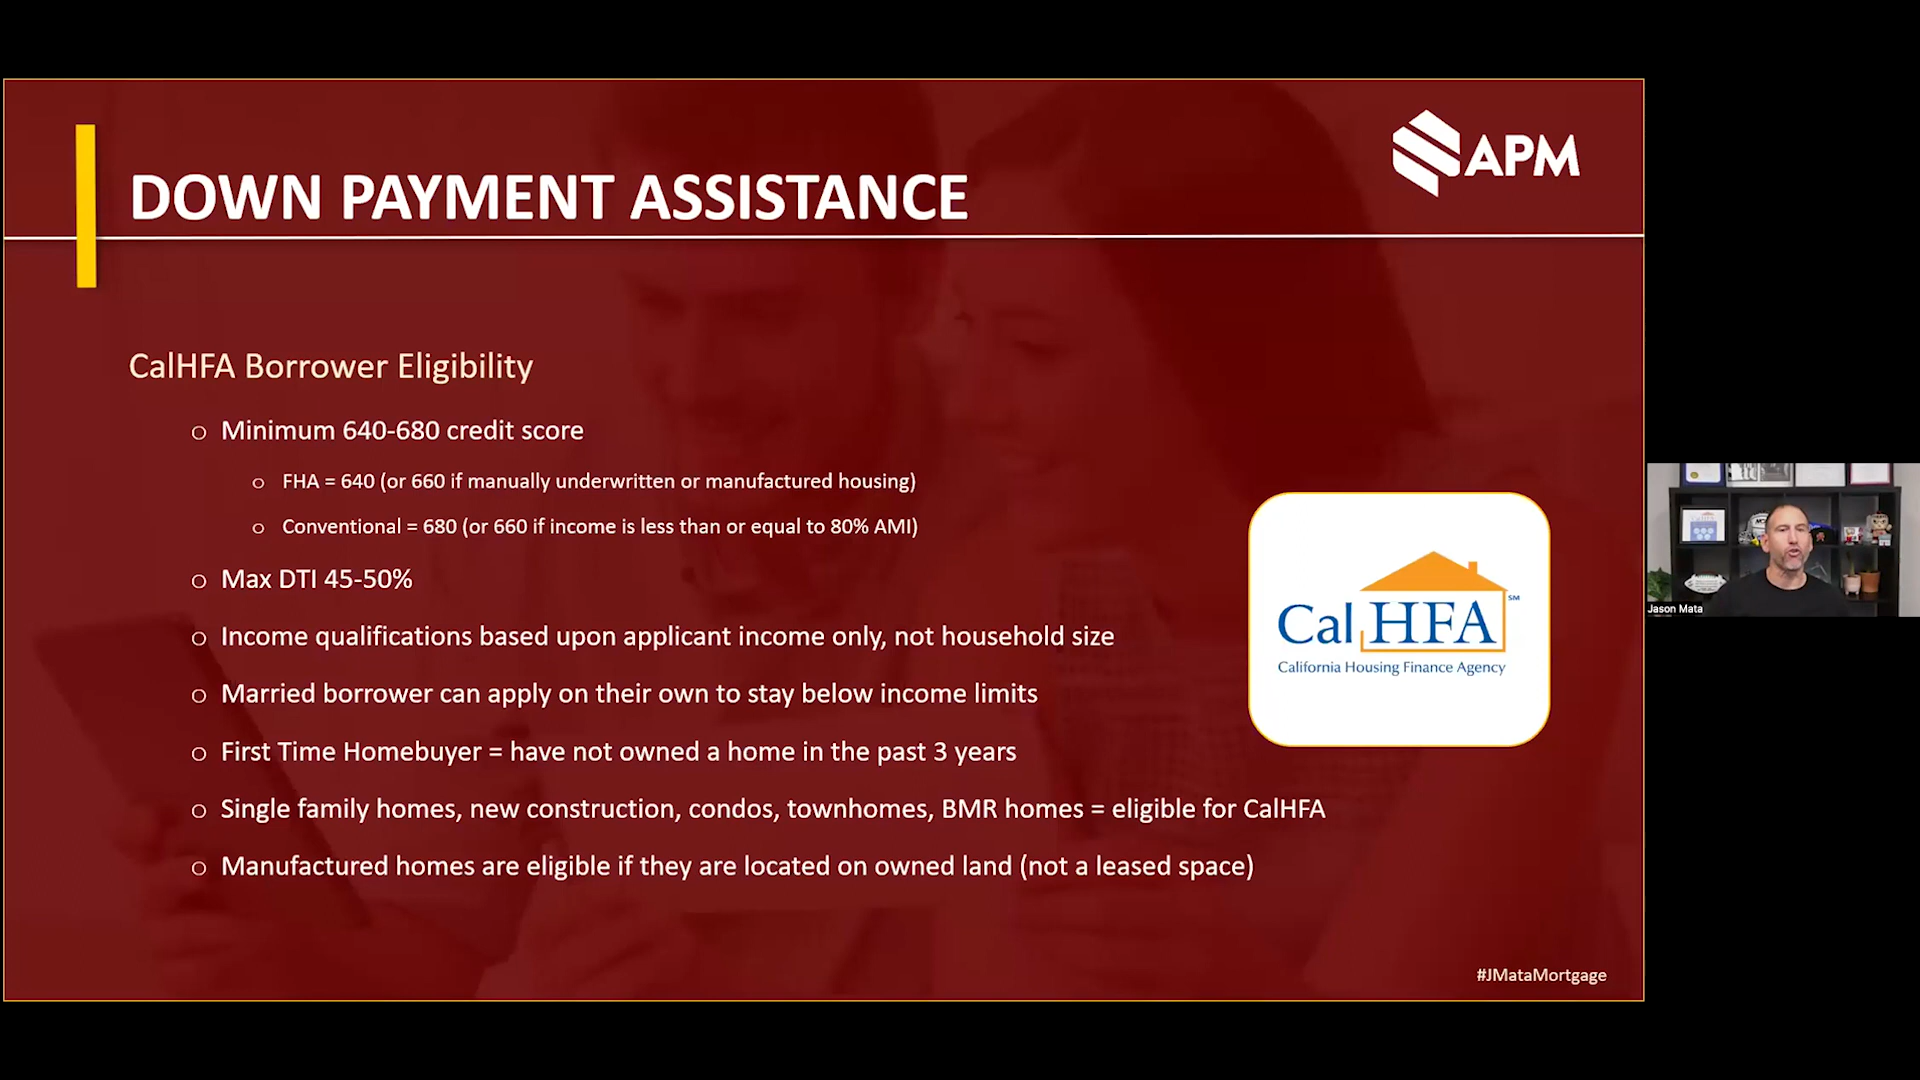 APM
DOWN PAYMENT ASSISTANCE
CalHFA Borrower Eligibility
o Minimum 640-680 credit score
o FHA = 640 (or 660 if manually underwritten or manufactured housing)
o Conventional = 680 (or 660 if income is less than or equal to 80% AMI)
o Max DTI 45-50%
o Income qualifications based upon applicant income only, not household size
o Married borrower can apply on their own to stay below income limits
o First Time Homebuyer = have not owned a home in the past 3 years
o Single family homes, new construction, condos, townhomes, BMR homes = eligible for CalHFA
o Manufactured homes are eligible if they are located on owned land (not a leased space)
Cal HFA SM
California Housing Finance Agency
Jason Mata
#JMataMortgage